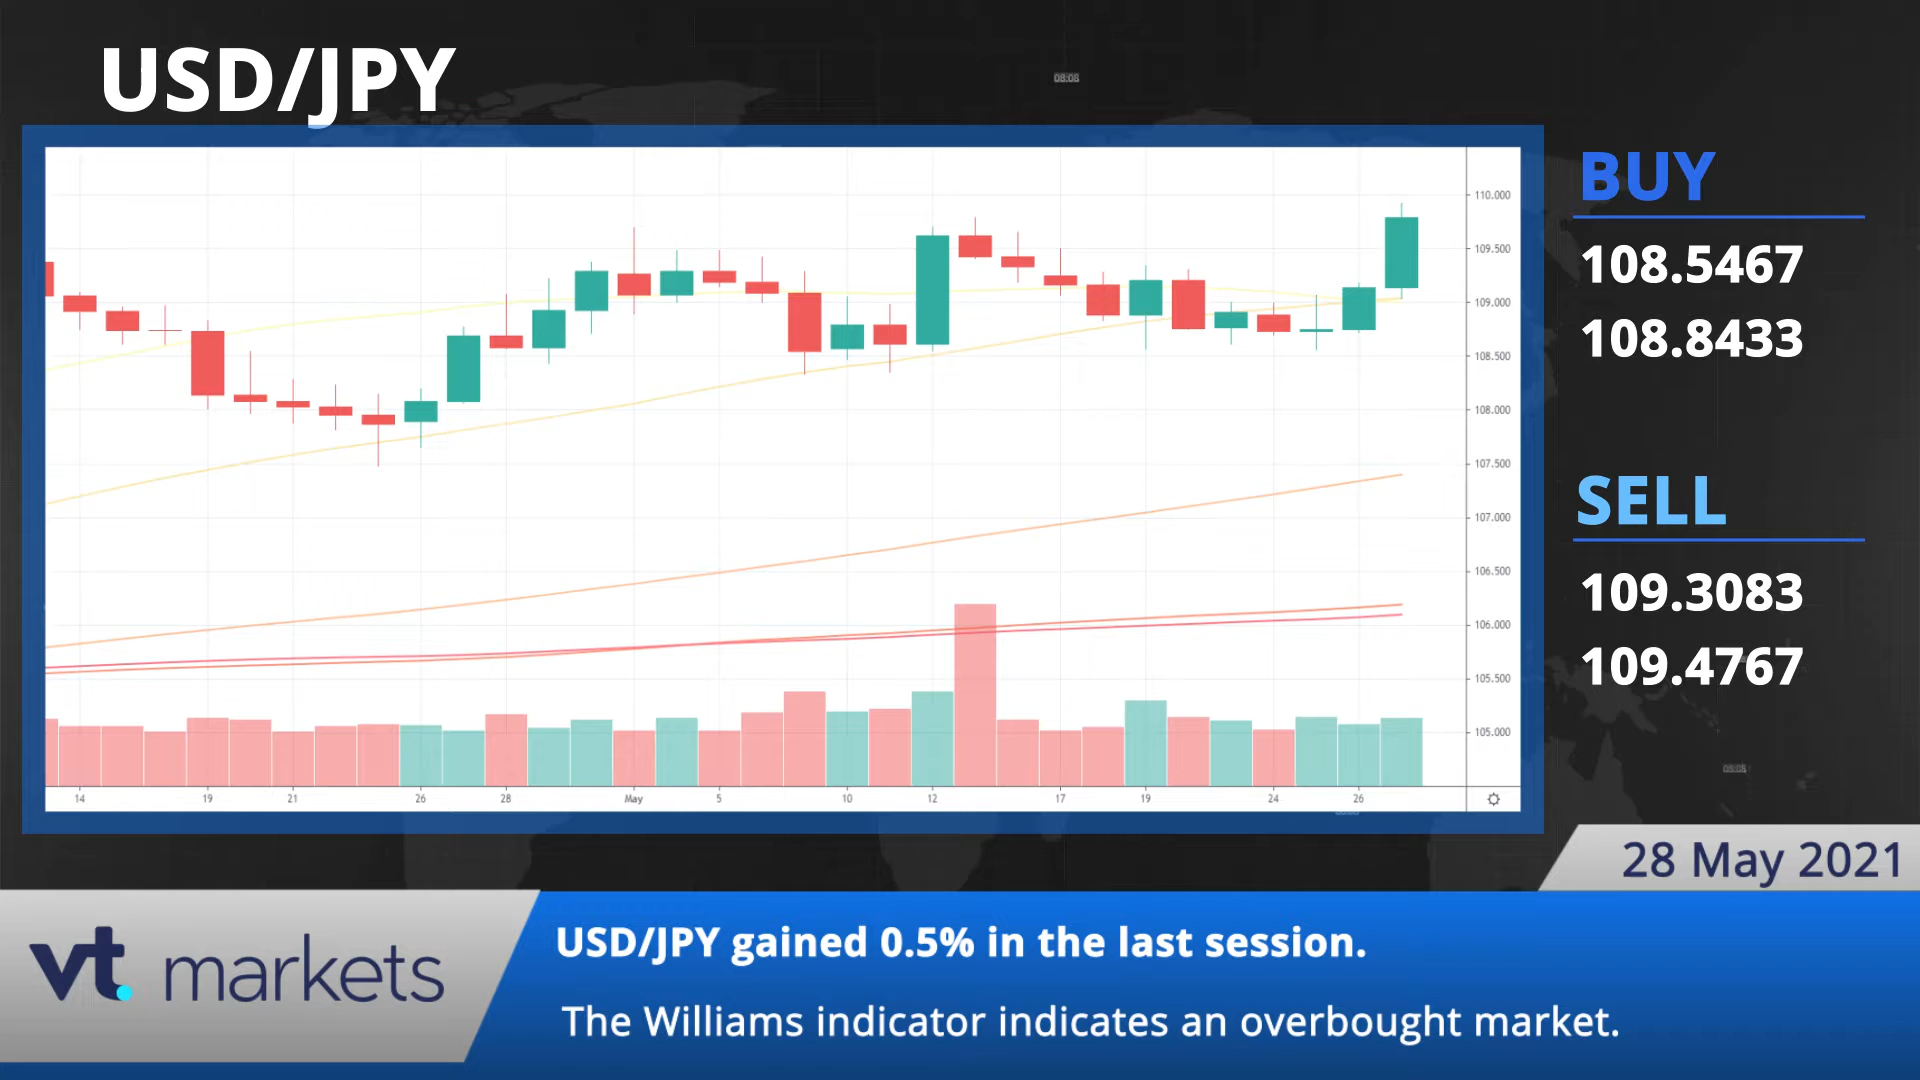 USD/JPY
08:08
110.000
109.500
109.000
108.500
108.000
107.500
107.000
106.500
106.000
105.500
105.000
14 19 21 26 28 May 5 10 12 17 19 24 26
BUY
108.5467
108.8433
SELL
109.3083
109.4767
28 May 2021
vt. markets
USD/JPY gained 0.5% in the last session.
The Williams indicator indicates an overbought market.